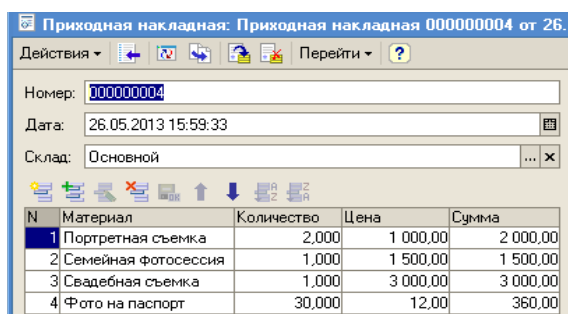 Приходная накладная: Приходная накладная 000000004 от 26.
Действия Перейти ?
Номер: 000000004
Дата: 26.05.2013 15:59:33
Склад: Основной ... ×
N Материал Количество Цена Сумма
1 Портретная съемка 2,000 1 000,00 2 000,00
2 Семейная фотосессия 1,000 1 500,00 1 500,00
3 Свадебная съемка 1,000 3 000,00 3 000,00
4 Фото на паспорт 30,000 12,00 360,00